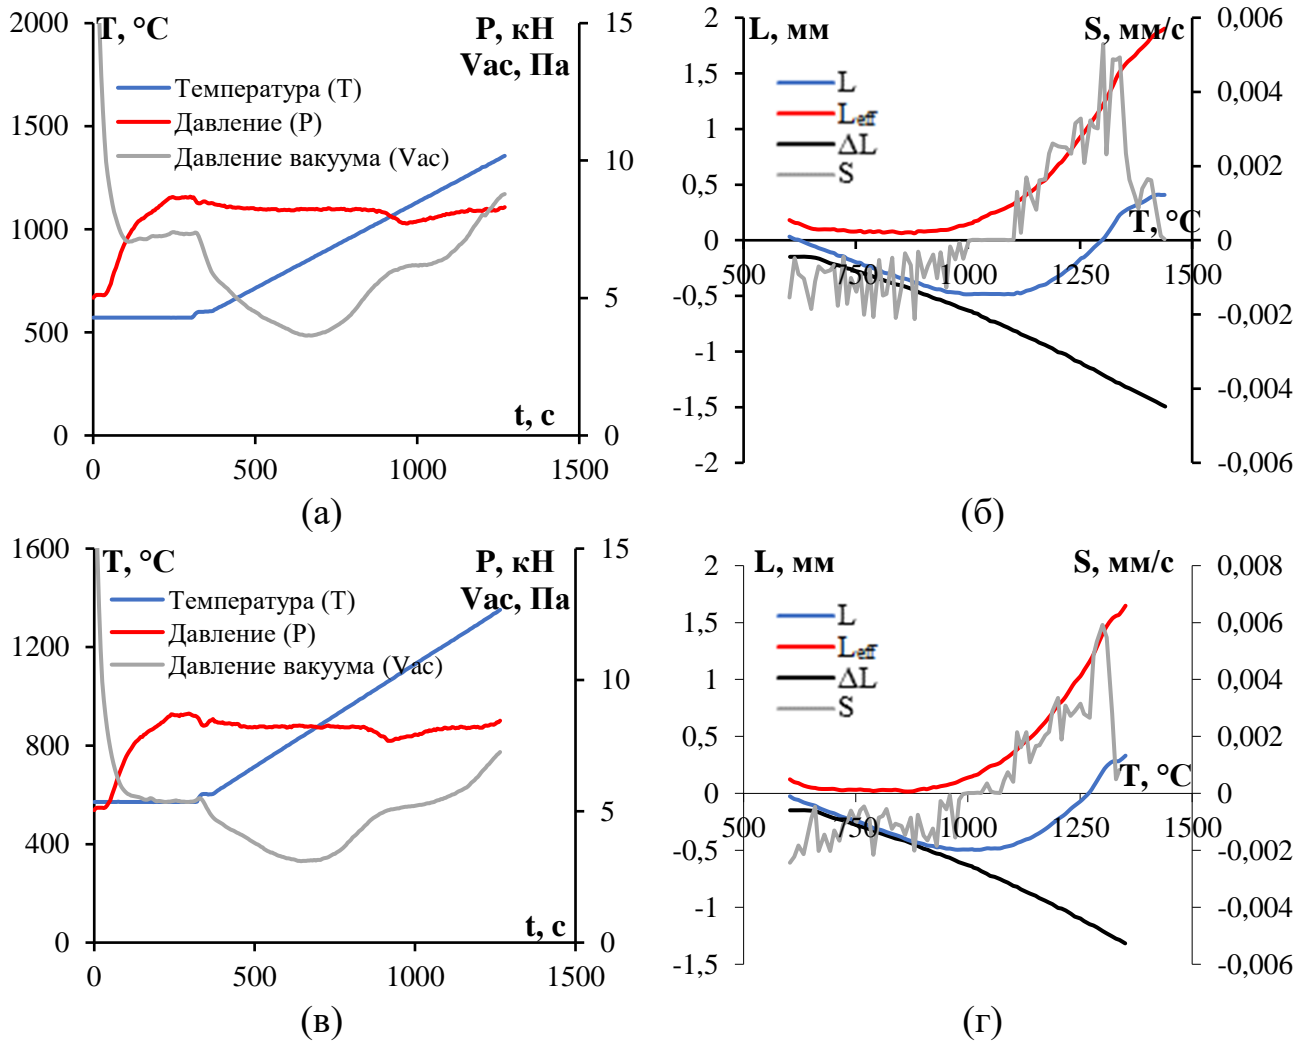 2000
T, °C
P, кН
15
Vac, Па
Температура (T)
Давление (P)
Давление вакуума (Vac)
1500
10
1000
5
500
t, с
0
0
0
500
1000
1500
(а)
2
L, мм
S, мм/с
0,006
L
L_eff
ΔL
S
1,5
1
0,5
0
-0,5
-1
-1,5
-2
0,004
0,002
T, °C
0
-0,002
-0,004
-0,006
500
750
1000
1250
1500
(б)
1600
T, °C
P, кН
15
Vac, Па
Температура (T)
Давление (P)
Давление вакуума (Vac)
1200
10
800
5
400
t, с
0
0
0
500
1000
1500
(в)
2
L, мм
S, мм/с
0,008
L
L_eff
ΔL
S
1,5
1
0,5
0
-0,5
-1
-1,5
0,006
0,004
0,002
T, °C
0
-0,002
-0,004
-0,006
500
750
1000
1250
1500
(г)